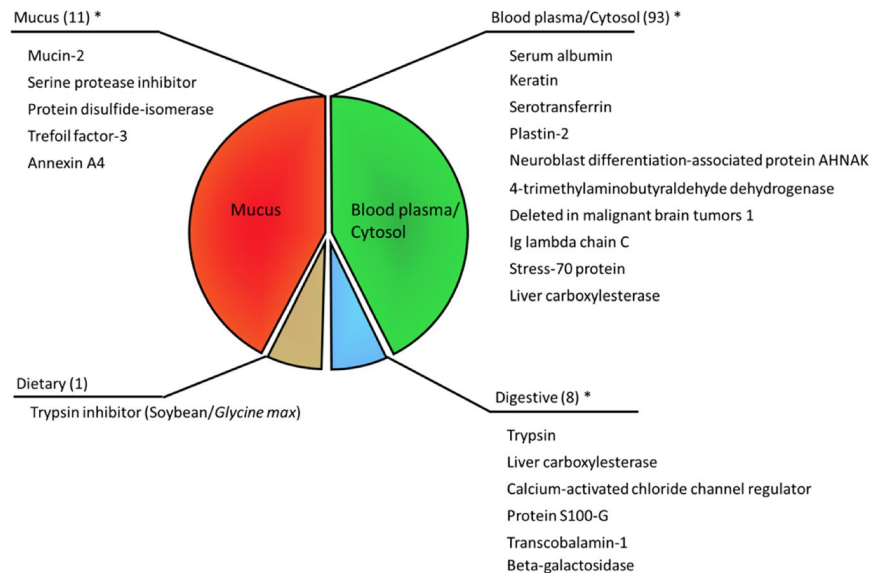 Mucus (11) *
Mucin-2
Serine protease inhibitor
Protein disulfide-isomerase
Trefoil factor-3
Annexin A4
Blood plasma/Cytosol (93) *
Serum albumin
Keratin
Serotransferrin
Plastin-2
Neuroblast differentiation-associated protein AHNAK
4-trimethylaminobutyraldehyde dehydrogenase
Deleted in malignant brain tumors 1
Ig lambda chain C
Stress-70 protein
Liver carboxylesterase
Mucus
Blood plasma/
Cytosol
Dietary (1)
Trypsin inhibitor (Soybean/Glycine max)
Digestive (8) *
Trypsin
Liver carboxylesterase
Calcium-activated chloride channel regulator
Protein S100-G
Transcobalamin-1
Beta-galactosidase